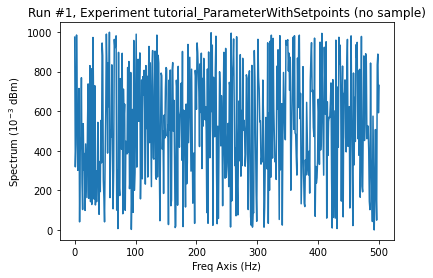 Run #1, Experiment tutorial_ParameterWithSetpoints (no sample)
1000
800
600
400
200
0
Spectrum (10⁻³ dBm)
0 100 200 300 400 500
Freq Axis (Hz)